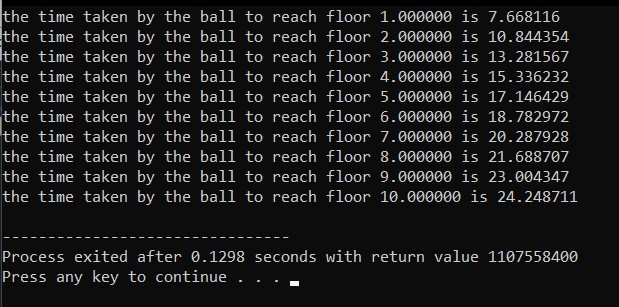 the time taken by the ball to reach floor 1.000000 is 7.668116
the time taken by the ball to reach floor 2.000000 is 10.844354
the time taken by the ball to reach floor 3.000000 is 13.281567
the time taken by the ball to reach floor 4.000000 is 15.336232
the time taken by the ball to reach floor 5.000000 is 17.146429
the time taken by the ball to reach floor 6.000000 is 18.782972
the time taken by the ball to reach floor 7.000000 is 20.287928
the time taken by the ball to reach floor 8.000000 is 21.688707
the time taken by the ball to reach floor 9.000000 is 23.004347
the time taken by the ball to reach floor 10.000000 is 24.248711
--------------------------------
Process exited after 0.1298 seconds with return value 1107558400
Press any key to continue . . .